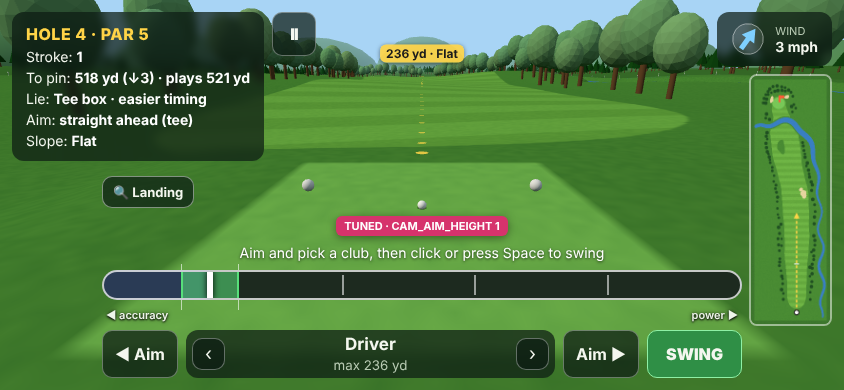 HOLE 4 · PAR 5
Stroke: 1
To pin: 518 yd (↓3) · plays 521 yd
Lie: Tee box · easier timing
Aim: straight ahead (tee)
Slope: Flat
236 yd · Flat
WIND
3 mph
Landing
TUNED · CAM_AIM_HEIGHT 1
Aim and pick a club, then click or press Space to swing
◀ accuracy
power ▶
◀ Aim
‹
Driver
max 236 yd
›
Aim ▶
SWING